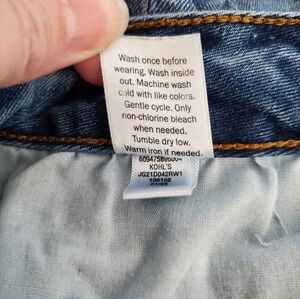 Wash once before
wearing. Wash inside
out. Machine wash
cold with like colors.
Gentle cycle. Only
non-chlorine bleach
when needed.
Tumble dry low.
Warm iron if needed.
KOHL'S
JG21D042RW1